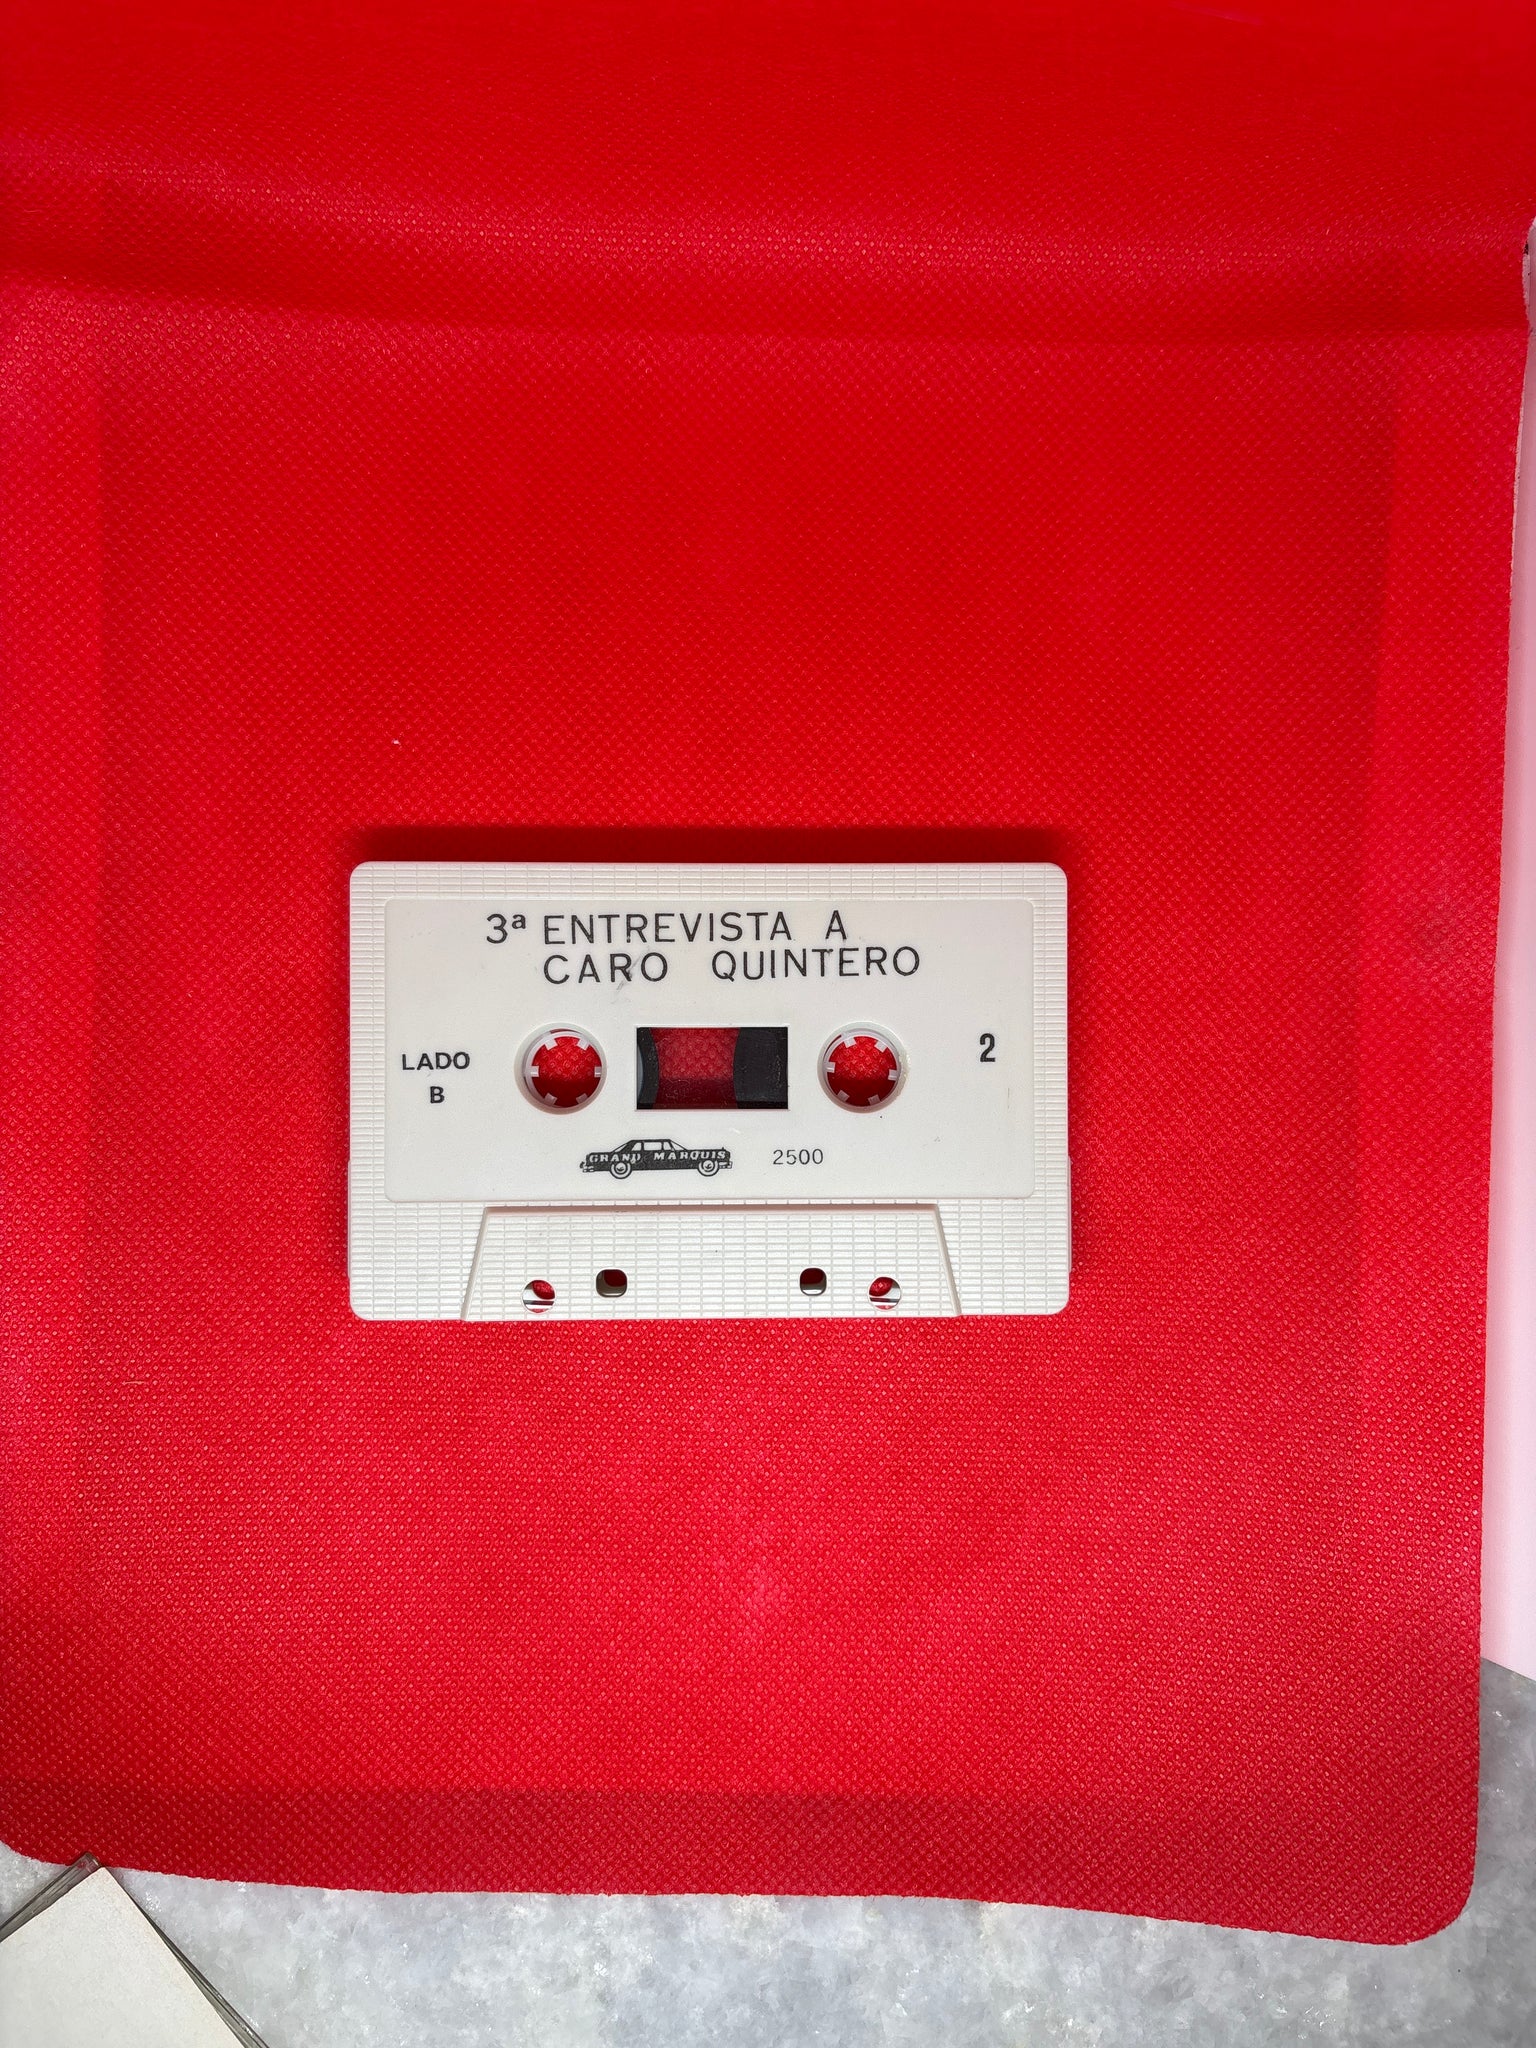 3ª ENTREVISTA A
CARO QUINTERO
LADO
B
2
GRAND MARQUIS
2500